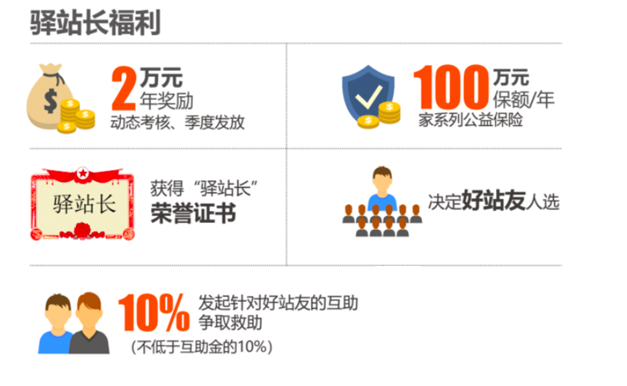 驿站长福利
2万元
年奖励
动态考核、季度发放
100万元
保额/年
家系列公益保险
驿站长
获得“驿站长”
荣誉证书
决定好站友人选
10%
发起针对好站友的互助
争取救助
（不低于互助金的10%）